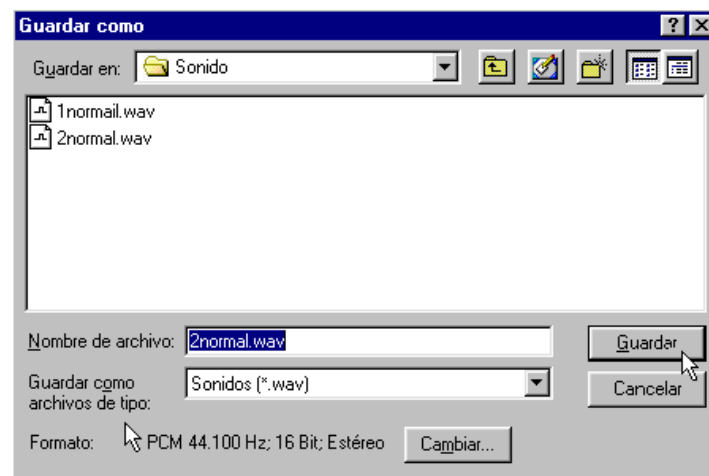 Guardar como
Guardar en: Sonido
1normail.wav
2normal.wav
Nombre de archivo: 2normal.wav Guardar
Guardar como archivos de tipo: Sonidos (*.wav) Cancelar
Formato: PCM 44.100 Hz; 16 Bit; Estéreo Cambiar...